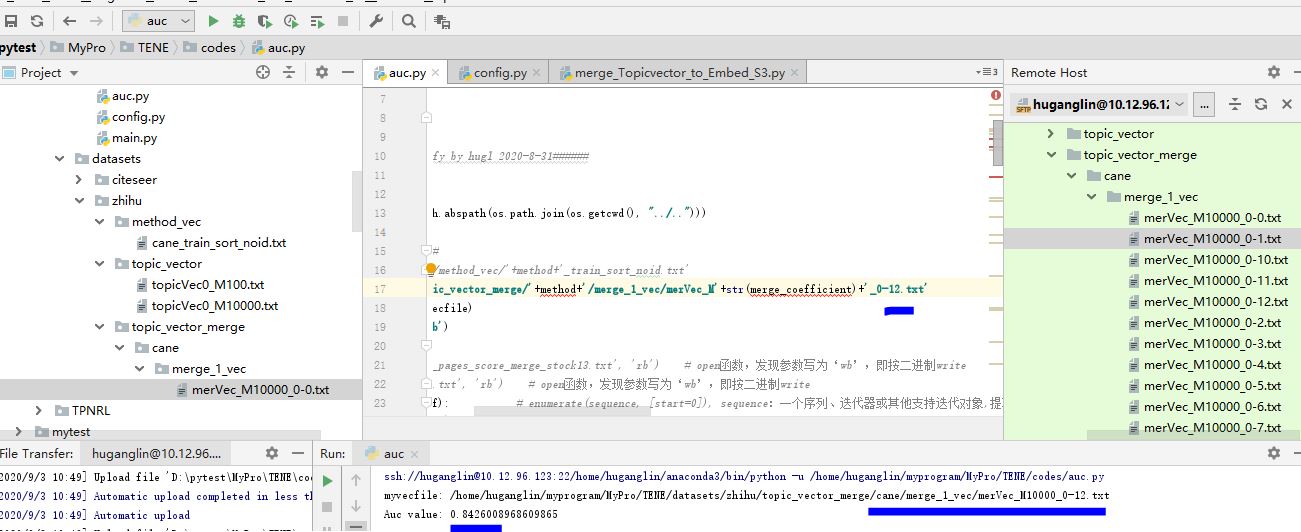 auc
pytest MyPro TENE codes auc.py
Project
auc.py
config.py
main.py
datasets
citeseer
zhihu
method_vec
cane_train_sort_noid.txt
topic_vector
topicVec0_M100.txt
topicVec0_M10000.txt
topic_vector_merge
cane
merge_1_vec
merVec_M10000_0-0.txt
TPNRL
mytest
auc.py config.py merge_Topicvector_to_Embed_S3.py
7
8
9
10 fy by hugl 2020-8-31######
11
12
13 h.abspath(os.path.join(os.getcwd(), "../..")))
14
15 #
16 /method_vec/'+method+'_train_sort_noid.txt'
17 ic_vector_merge/'+method+'/merge_1_vec/merVec_M'+str(merge_coefficient)+'_0-12.txt'
18 ecfile)
19 b')
20
21 _pages_score_merge_stock13.txt', 'rb') # open函数，发现参数写为‘wb’，即按二进制write
22 .txt', 'rb') # open函数，发现参数写为‘wb’，即按二进制write
23 f): # enumerate(sequence, [start=0]), sequence：一个序列、迭代器或其他支持迭代对象,提
Remote Host
huganglin@10.12.96.12
...
topic_vector
topic_vector_merge
cane
merge_1_vec
merVec_M10000_0-0.txt
merVec_M10000_0-1.txt
merVec_M10000_0-10.txt
merVec_M10000_0-11.txt
merVec_M10000_0-12.txt
merVec_M10000_0-2.txt
merVec_M10000_0-3.txt
merVec_M10000_0-4.txt
merVec_M10000_0-5.txt
merVec_M10000_0-6.txt
merVec_M10000_0-7.txt
File Transfer: huganglin@10.12.96.
2020/9/3 10:49] Upload file 'D:\pytest\MyPro\TENE\co
2020/9/3 10:49] Automatic upload completed in less th
2020/9/3 10:49] Automatic upload
Run: auc
ssh://huganglin@10.12.96.123:22/home/huganglin/anaconda3/bin/python -u /home/huganglin/myprogram/MyPro/TENE/codes/auc.py
myvecfile: /home/huganglin/myprogram/MyPro/TENE/datasets/zhihu/topic_vector_merge/cane/merge_1_vec/merVec_M10000_0-12.txt
Auc value: 0.8426008968609865